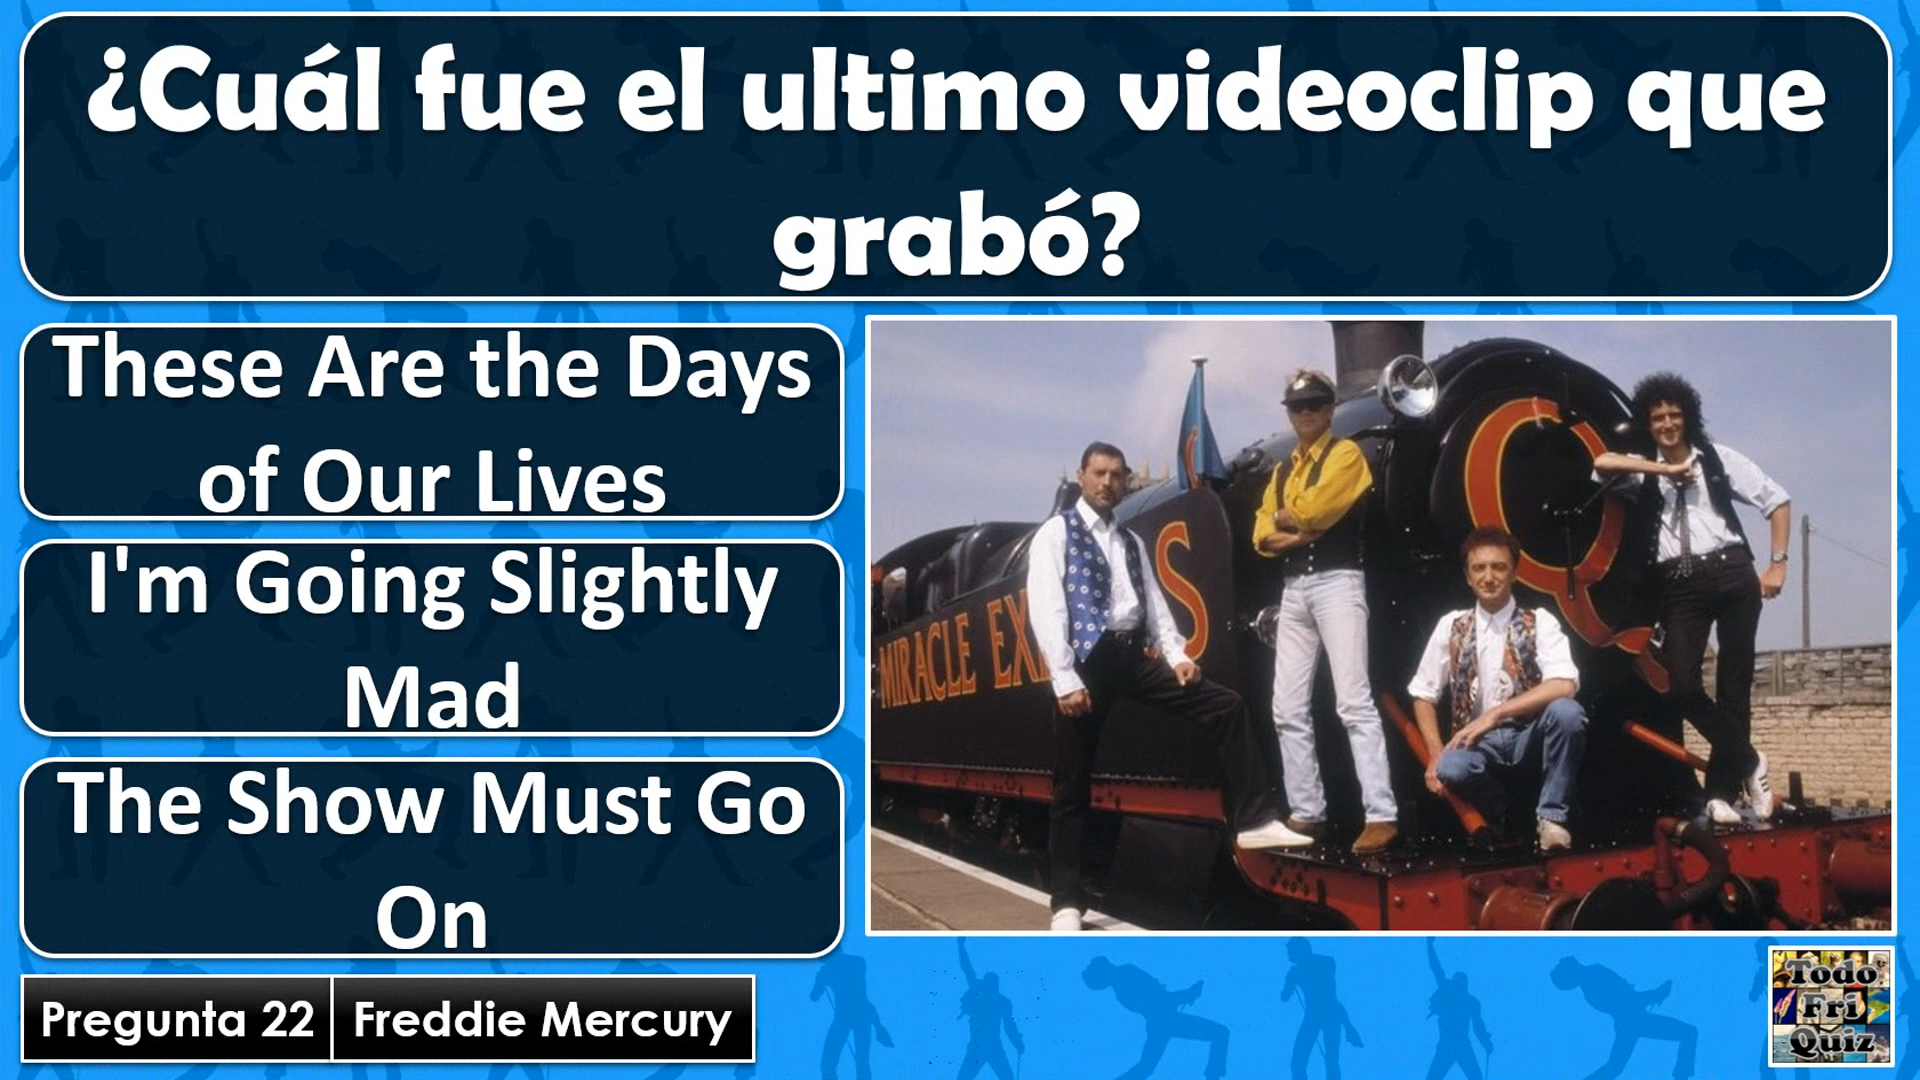 ¿Cuál fue el ultimo videoclip que
grabó?
These Are the Days
of Our Lives
I'm Going Slightly
Mad
The Show Must Go
On
MIRACLE EX S
Q
Pregunta 22
Freddie Mercury
Todo
Fri
Quiz